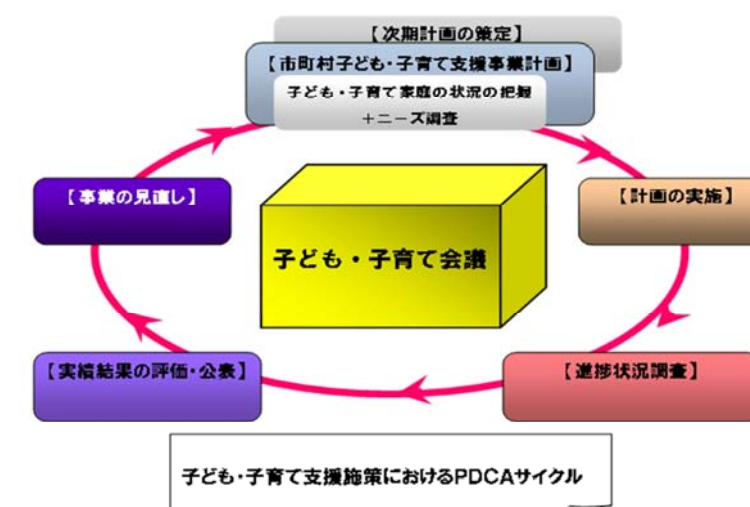 【次期計画の策定】
【市町村子ども・子育て支援事業計画】
子ども・子育て家庭の状況の把握
＋ニーズ調査
【事業の見直し】
【計画の実施】
子ども・子育て会議
【実績結果の評価・公表】
【進捗状況調査】
子ども・子育て支援施策におけるPDCAサイクル